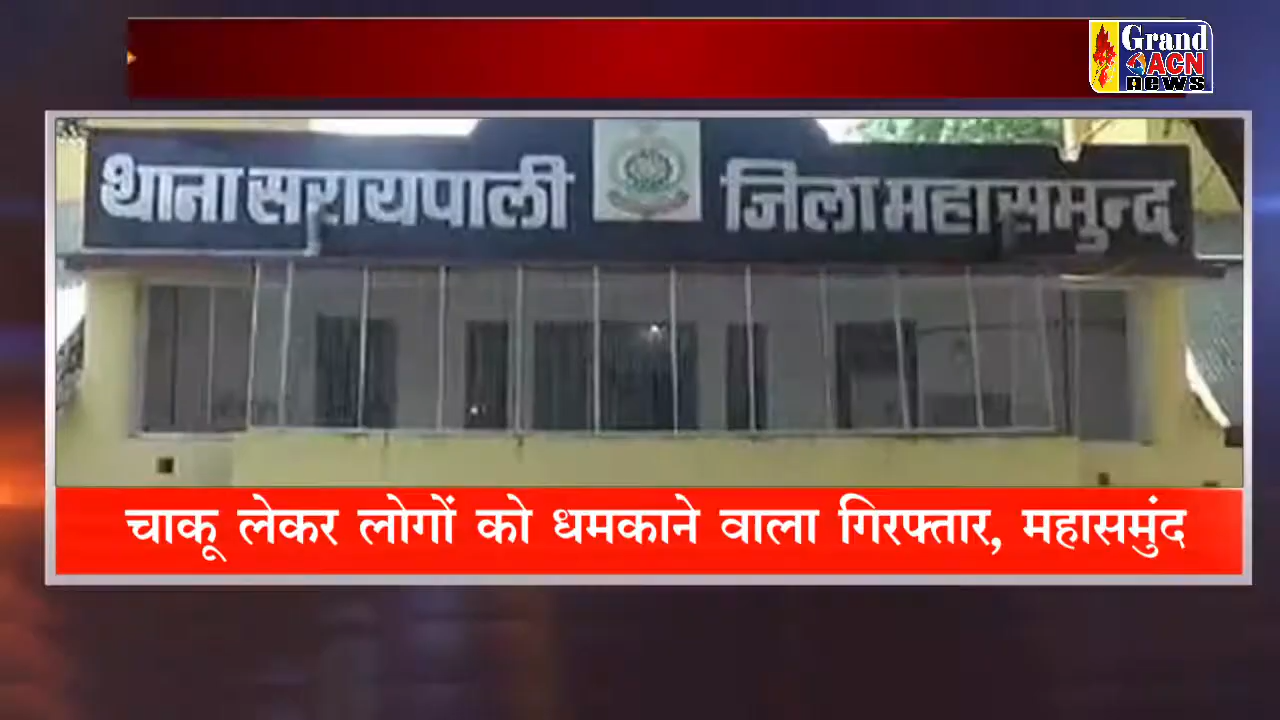 Grand
ACN
news
थाना सरायपाली जिला महासमुन्द
चाकू लेकर लोगों को धमकाने वाला गिरफ्तार, महासमुंद